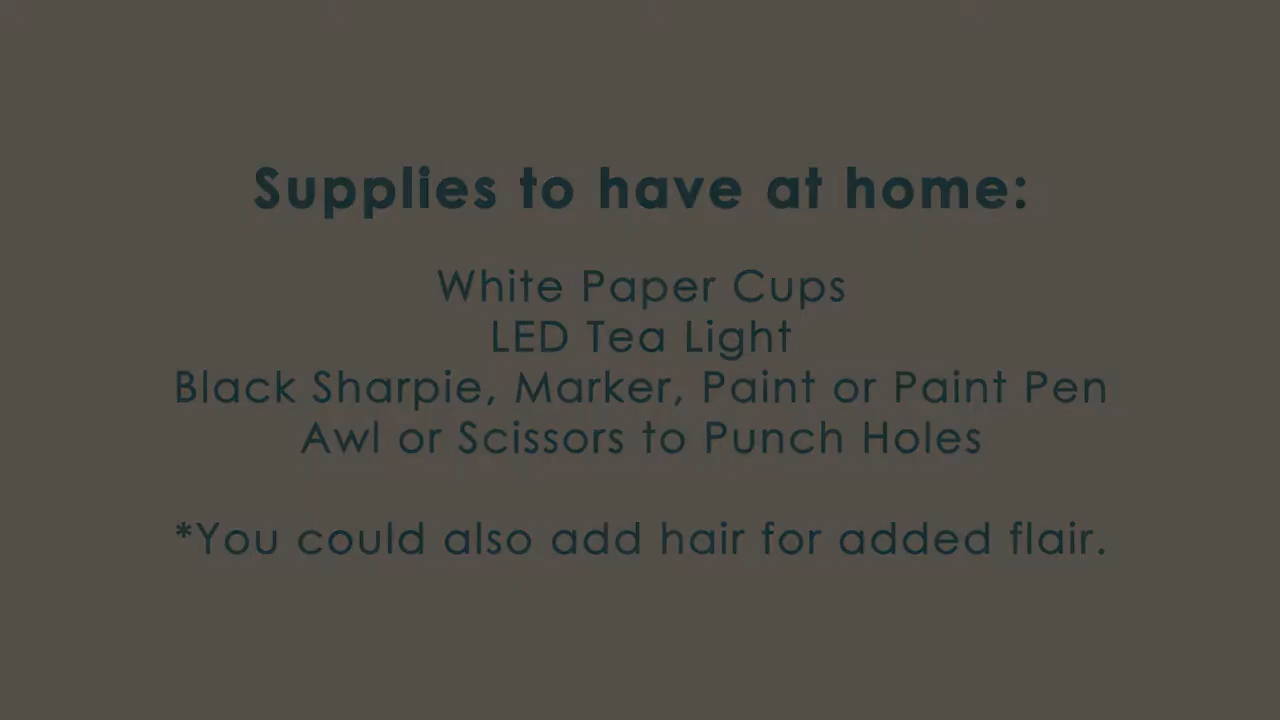 Supplies to have at home:
White Paper Cups
LED Tea Light
Black Sharpie, Marker, Paint or Paint Pen
Awl or Scissors to Punch Holes
*You could also add hair for added flair.